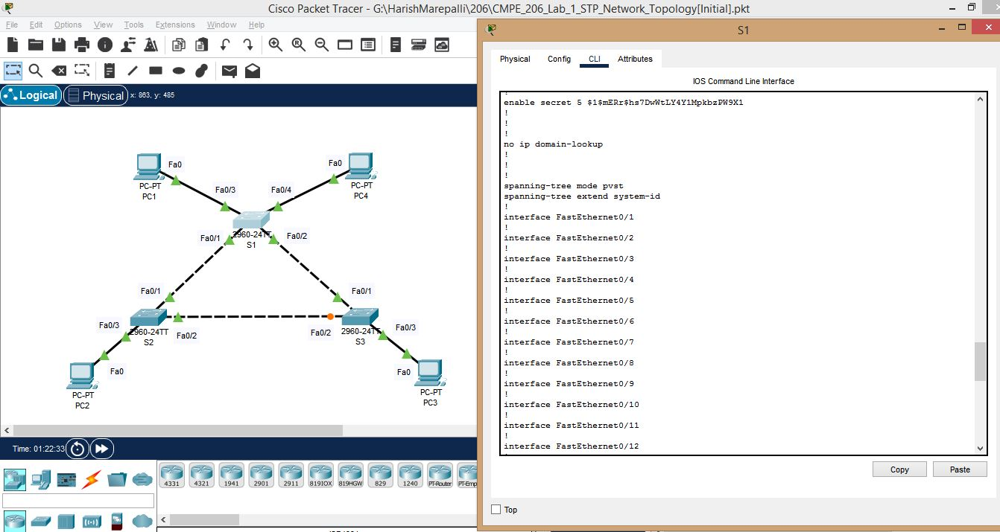 Cisco Packet Tracer - G:\HarishMarepalli\206\CMPE_206_Lab_1_STP_Network_Topology[Initial].pkt
File Edit Options View Tools Extensions Window Help
Logical Physical x: 863, y: 485
Fa0
PC-PT
PC1
Fa0
PC-PT
PC4
Fa0/3
Fa0/4
2960-24TT
S1
Fa0/1
Fa0/2
Fa0/1
Fa0/1
Fa0/3
2960-24TT
S2
Fa0/2
Fa0/2
2960-24TT
S3
Fa0/3
Fa0
PC-PT
PC2
Fa0
PC-PT
PC3
Time: 01:22:33
4331 4321 1941 2901 2911 819IOX 819HGW 829 1240 PT-Router PT-Emp
S1
Physical Config CLI Attributes
IOS Command Line Interface
!
enable secret 5 $1$mERr$hs7DwWtLY4Y1MpkbzPW9X1
!
!
!
no ip domain-lookup
!
!
!
spanning-tree mode pvst
spanning-tree extend system-id
!
interface FastEthernet0/1
!
interface FastEthernet0/2
!
interface FastEthernet0/3
!
interface FastEthernet0/4
!
interface FastEthernet0/5
!
interface FastEthernet0/6
!
interface FastEthernet0/7
!
interface FastEthernet0/8
!
interface FastEthernet0/9
!
interface FastEthernet0/10
!
interface FastEthernet0/11
!
interface FastEthernet0/12
Copy Paste
Top